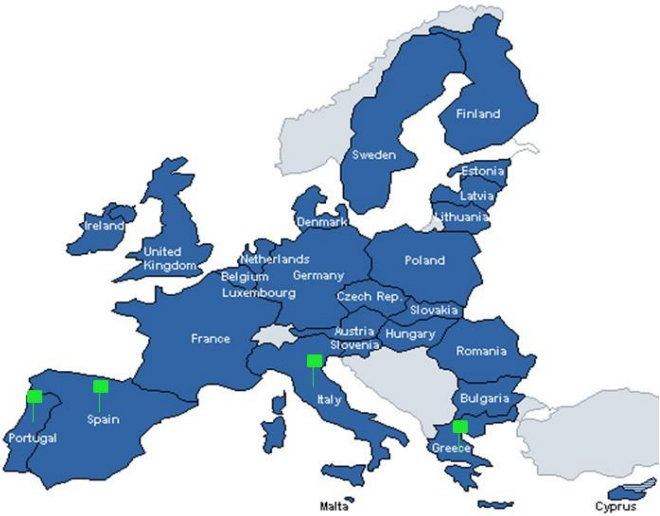 Finland
Sweden
Estonia
Latvia
Lithuania
Denmark
Ireland
United
Kingdom
Netherlands
Belgium
Germany
Poland
Luxembourg
Czech Rep.
Slovakia
France
Austria
Hungary
Slovenia
Romania
Italy
Bulgaria
Spain
Portugal
Greece
Malta
Cyprus